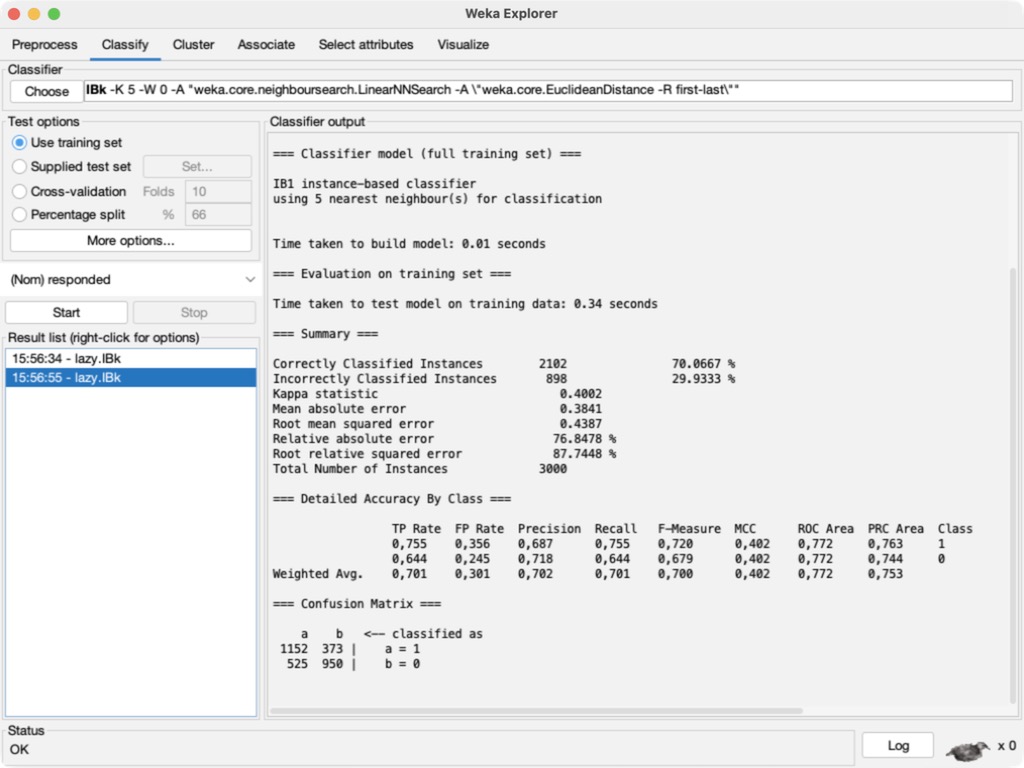 Weka Explorer
Preprocess Classify Cluster Associate Select attributes Visualize
Classifier
Choose IBk -K 5 -W 0 -A "weka.core.neighboursearch.LinearNNSearch -A \"weka.core.EuclideanDistance -R first-last\""
Test options
Use training set
Supplied test set Set...
Cross-validation Folds 10
Percentage split % 66
More options...
(Nom) responded
Start Stop
Result list (right-click for options)
15:56:34 - lazy.IBk
15:56:55 - lazy.IBk
Classifier output
=== Classifier model (full training set) ===
IB1 instance-based classifier
using 5 nearest neighbour(s) for classification
Time taken to build model: 0.01 seconds
=== Evaluation on training set ===
Time taken to test model on training data: 0.34 seconds
=== Summary ===
Correctly Classified Instances 2102 70.0667 %
Incorrectly Classified Instances 898 29.9333 %
Kappa statistic 0.4002
Mean absolute error 0.3841
Root mean squared error 0.4387
Relative absolute error 76.8478 %
Root relative squared error 87.7448 %
Total Number of Instances 3000
=== Detailed Accuracy By Class ===
TP Rate FP Rate Precision Recall F-Measure MCC ROC Area PRC Area Class
0,755 0,356 0,687 0,755 0,720 0,402 0,772 0,763 1
0,644 0,245 0,718 0,644 0,679 0,402 0,772 0,744 0
Weighted Avg. 0,701 0,301 0,702 0,701 0,700 0,402 0,772 0,753
=== Confusion Matrix ===
a b <-- classified as
1152 373 | a = 1
525 950 | b = 0
Status
OK
Log x 0